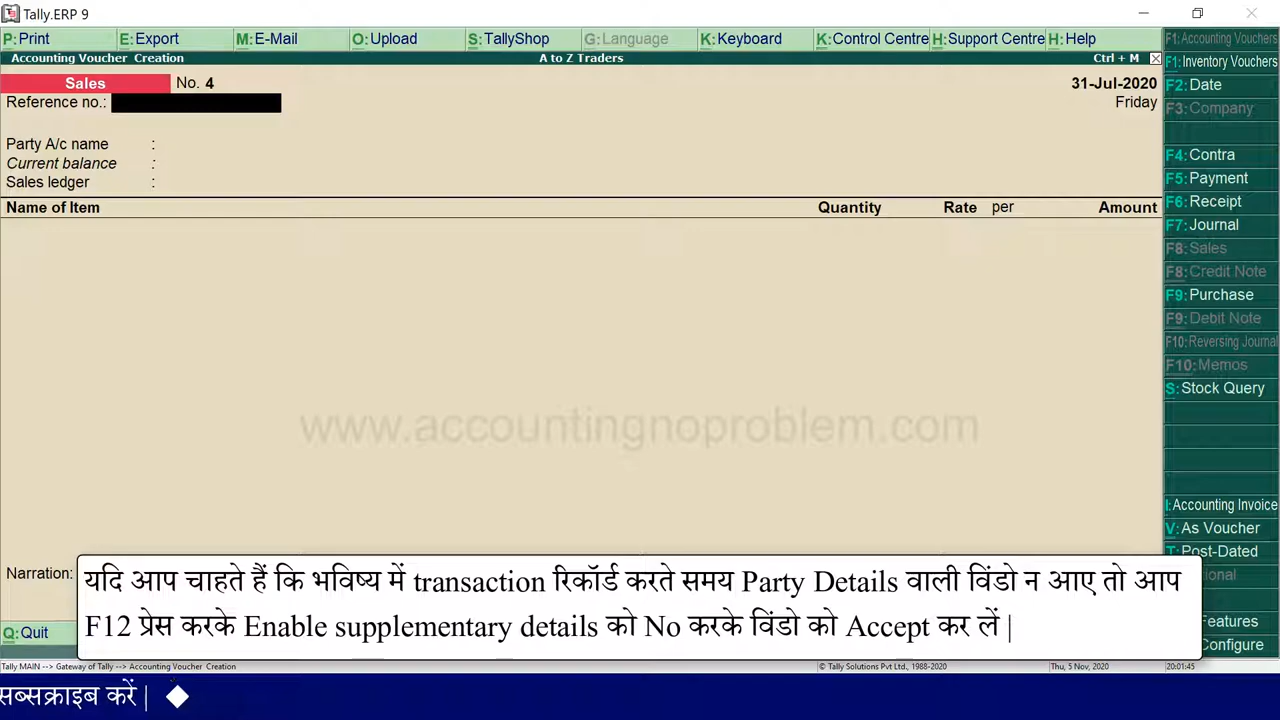 Tally.ERP 9
P: Print E: Export M: E-Mail O: Upload S: TallyShop G: Language K: Keyboard K: Control Centre H: Support Centre H: Help
Accounting Voucher Creation A to Z Traders Ctrl + M
Sales No. 4 31-Jul-2020
Reference no.: Friday
Party A/c name :
Current balance :
Sales ledger :
Name of Item Quantity Rate per Amount
www.accountingnoproblem.com
Narration:
Q: Quit
F1: Accounting Vouchers
F1: Inventory Vouchers
F2: Date
F3: Company
F4: Contra
F5: Payment
F6: Receipt
F7: Journal
F8: Sales
F8: Credit Note
F9: Purchase
F9: Debit Note
F10: Reversing Journal
F10: Memos
S: Stock Query
I: Accounting Invoice
V: As Voucher
T: Post-Dated
ional
eatures
onfigure
यदि आप चाहते हैं कि भविष्य में transaction रिकॉर्ड करते समय Party Details वाली विंडो न आए तो आप
F12 प्रेस करके Enable supplementary details को No करके विंडो को Accept कर लें |
Tally MAIN --> Gateway of Tally --> Accounting Voucher Creation © Tally Solutions Pvt Ltd., 1988-2020 Thu, 5 Nov, 2020 20:01:45
सब्सक्राइब करें | ◆